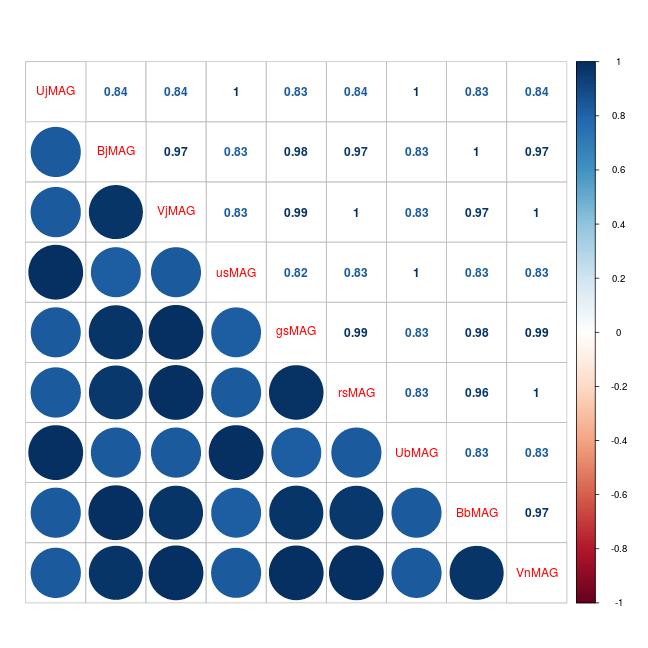 UjMAG 0.84 0.84 1 0.83 0.84 1 0.83 0.84
BjMAG 0.97 0.83 0.98 0.97 0.83 1 0.97
VjMAG 0.83 0.99 1 0.83 0.97 1
usMAG 0.82 0.83 1 0.83 0.83
gsMAG 0.99 0.83 0.98 0.99
rsMAG 0.83 0.96 1
UbMAG 0.83 0.83
BbMAG 0.97
VnMAG
1
0.8
0.6
0.4
0.2
0
-0.2
-0.4
-0.6
-0.8
-1